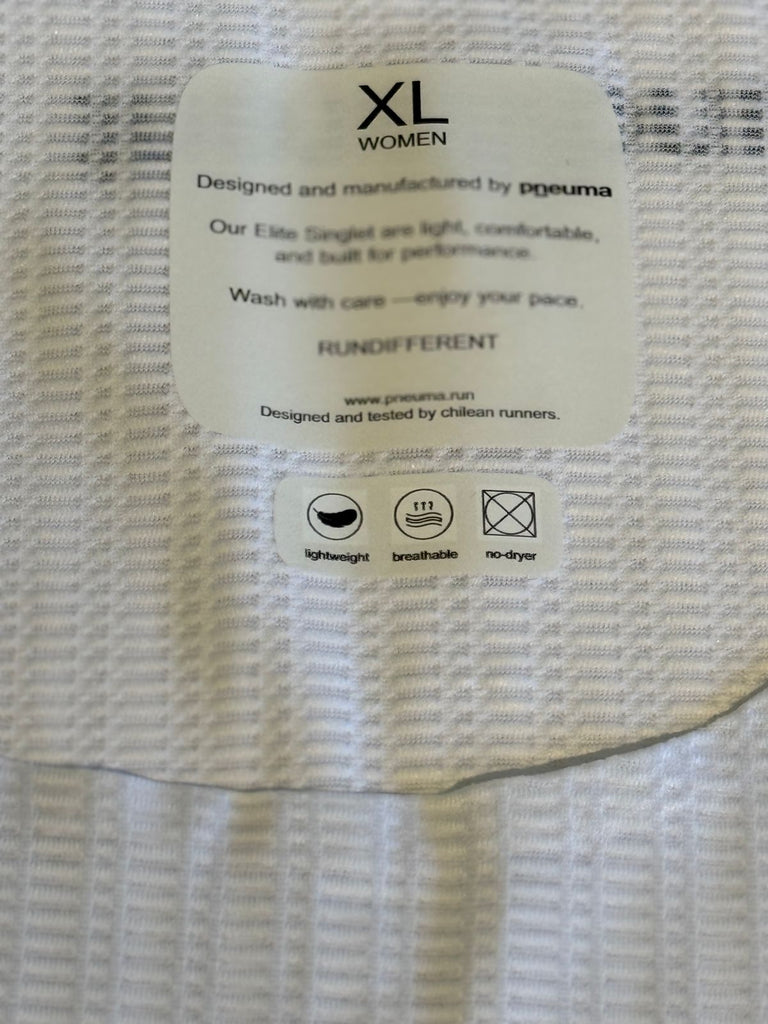 XL
WOMEN
Designed and manufactured by pneuma
Our Elite Singlet are light, comfortable,
and built for performance.
Wash with care — enjoy your pace.
RUNDIFFERENT
www.pneuma.run
Designed and tested by chilean runners.
lightweight breathable no-dryer